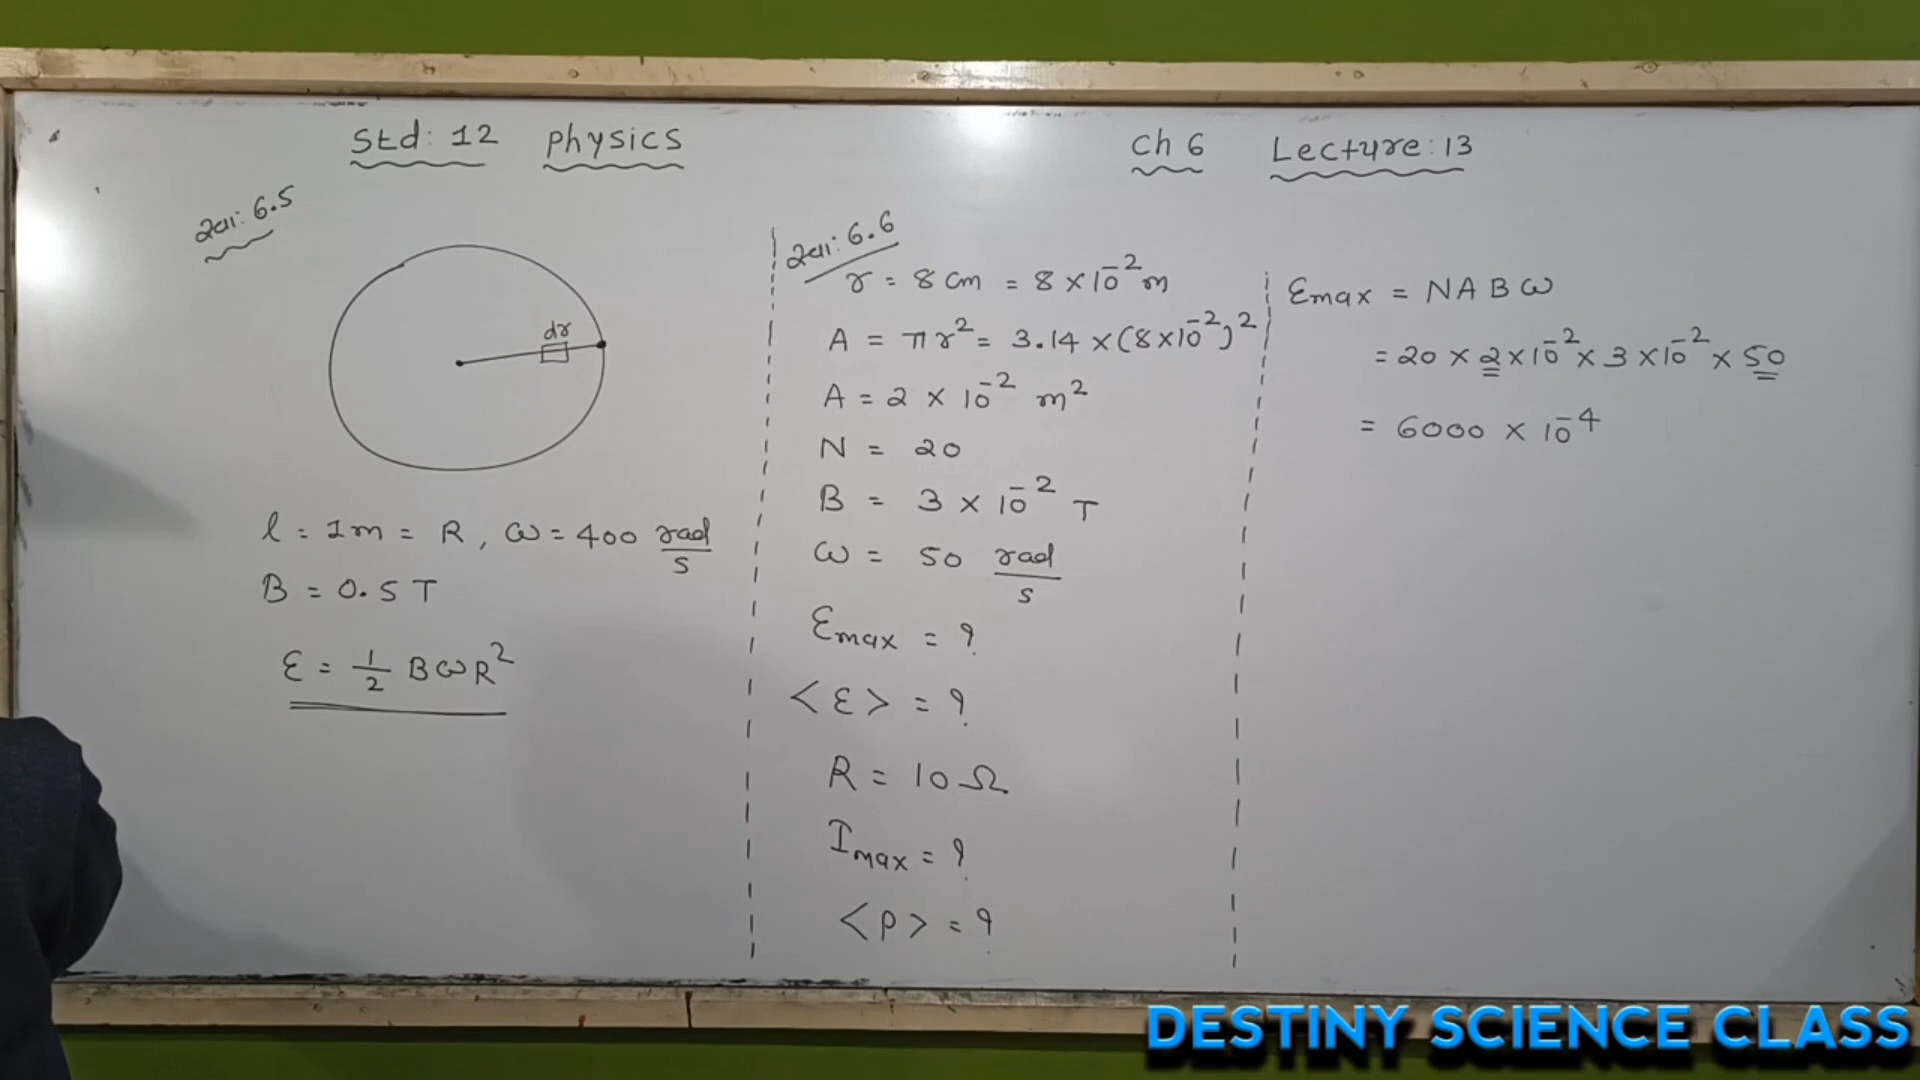 Std: 12 Physics
Ch 6 Lecture: 13
સ્વા: 6.5
dr
l = 1m = R, ω = 400 rad/s
B = 0.5 T
ε = 1/2 BωR²
સ્વા: 6.6
r = 8 cm = 8 × 10⁻² m
A = πr² = 3.14 × (8×10⁻²)²
A = 2 × 10⁻² m²
N = 20
B = 3 × 10⁻² T
ω = 50 rad/s
εmax = ?
<ε> = ?
R = 10 Ω
Imax = ?
<P> = ?
εmax = NABω
= 20 × 2 × 10⁻² × 3 × 10⁻² × 50
= 6000 × 10⁻⁴
DESTINY SCIENCE CLASS